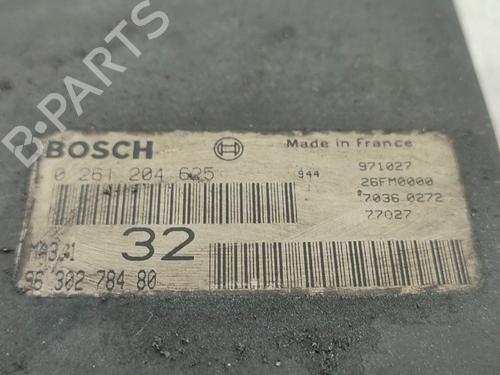 B-PARTS
BOSCH
Made in France
0 261 204 625
944
971027
26FM0000
7036 0272
77027
MA3.1
32
96 302 784 80